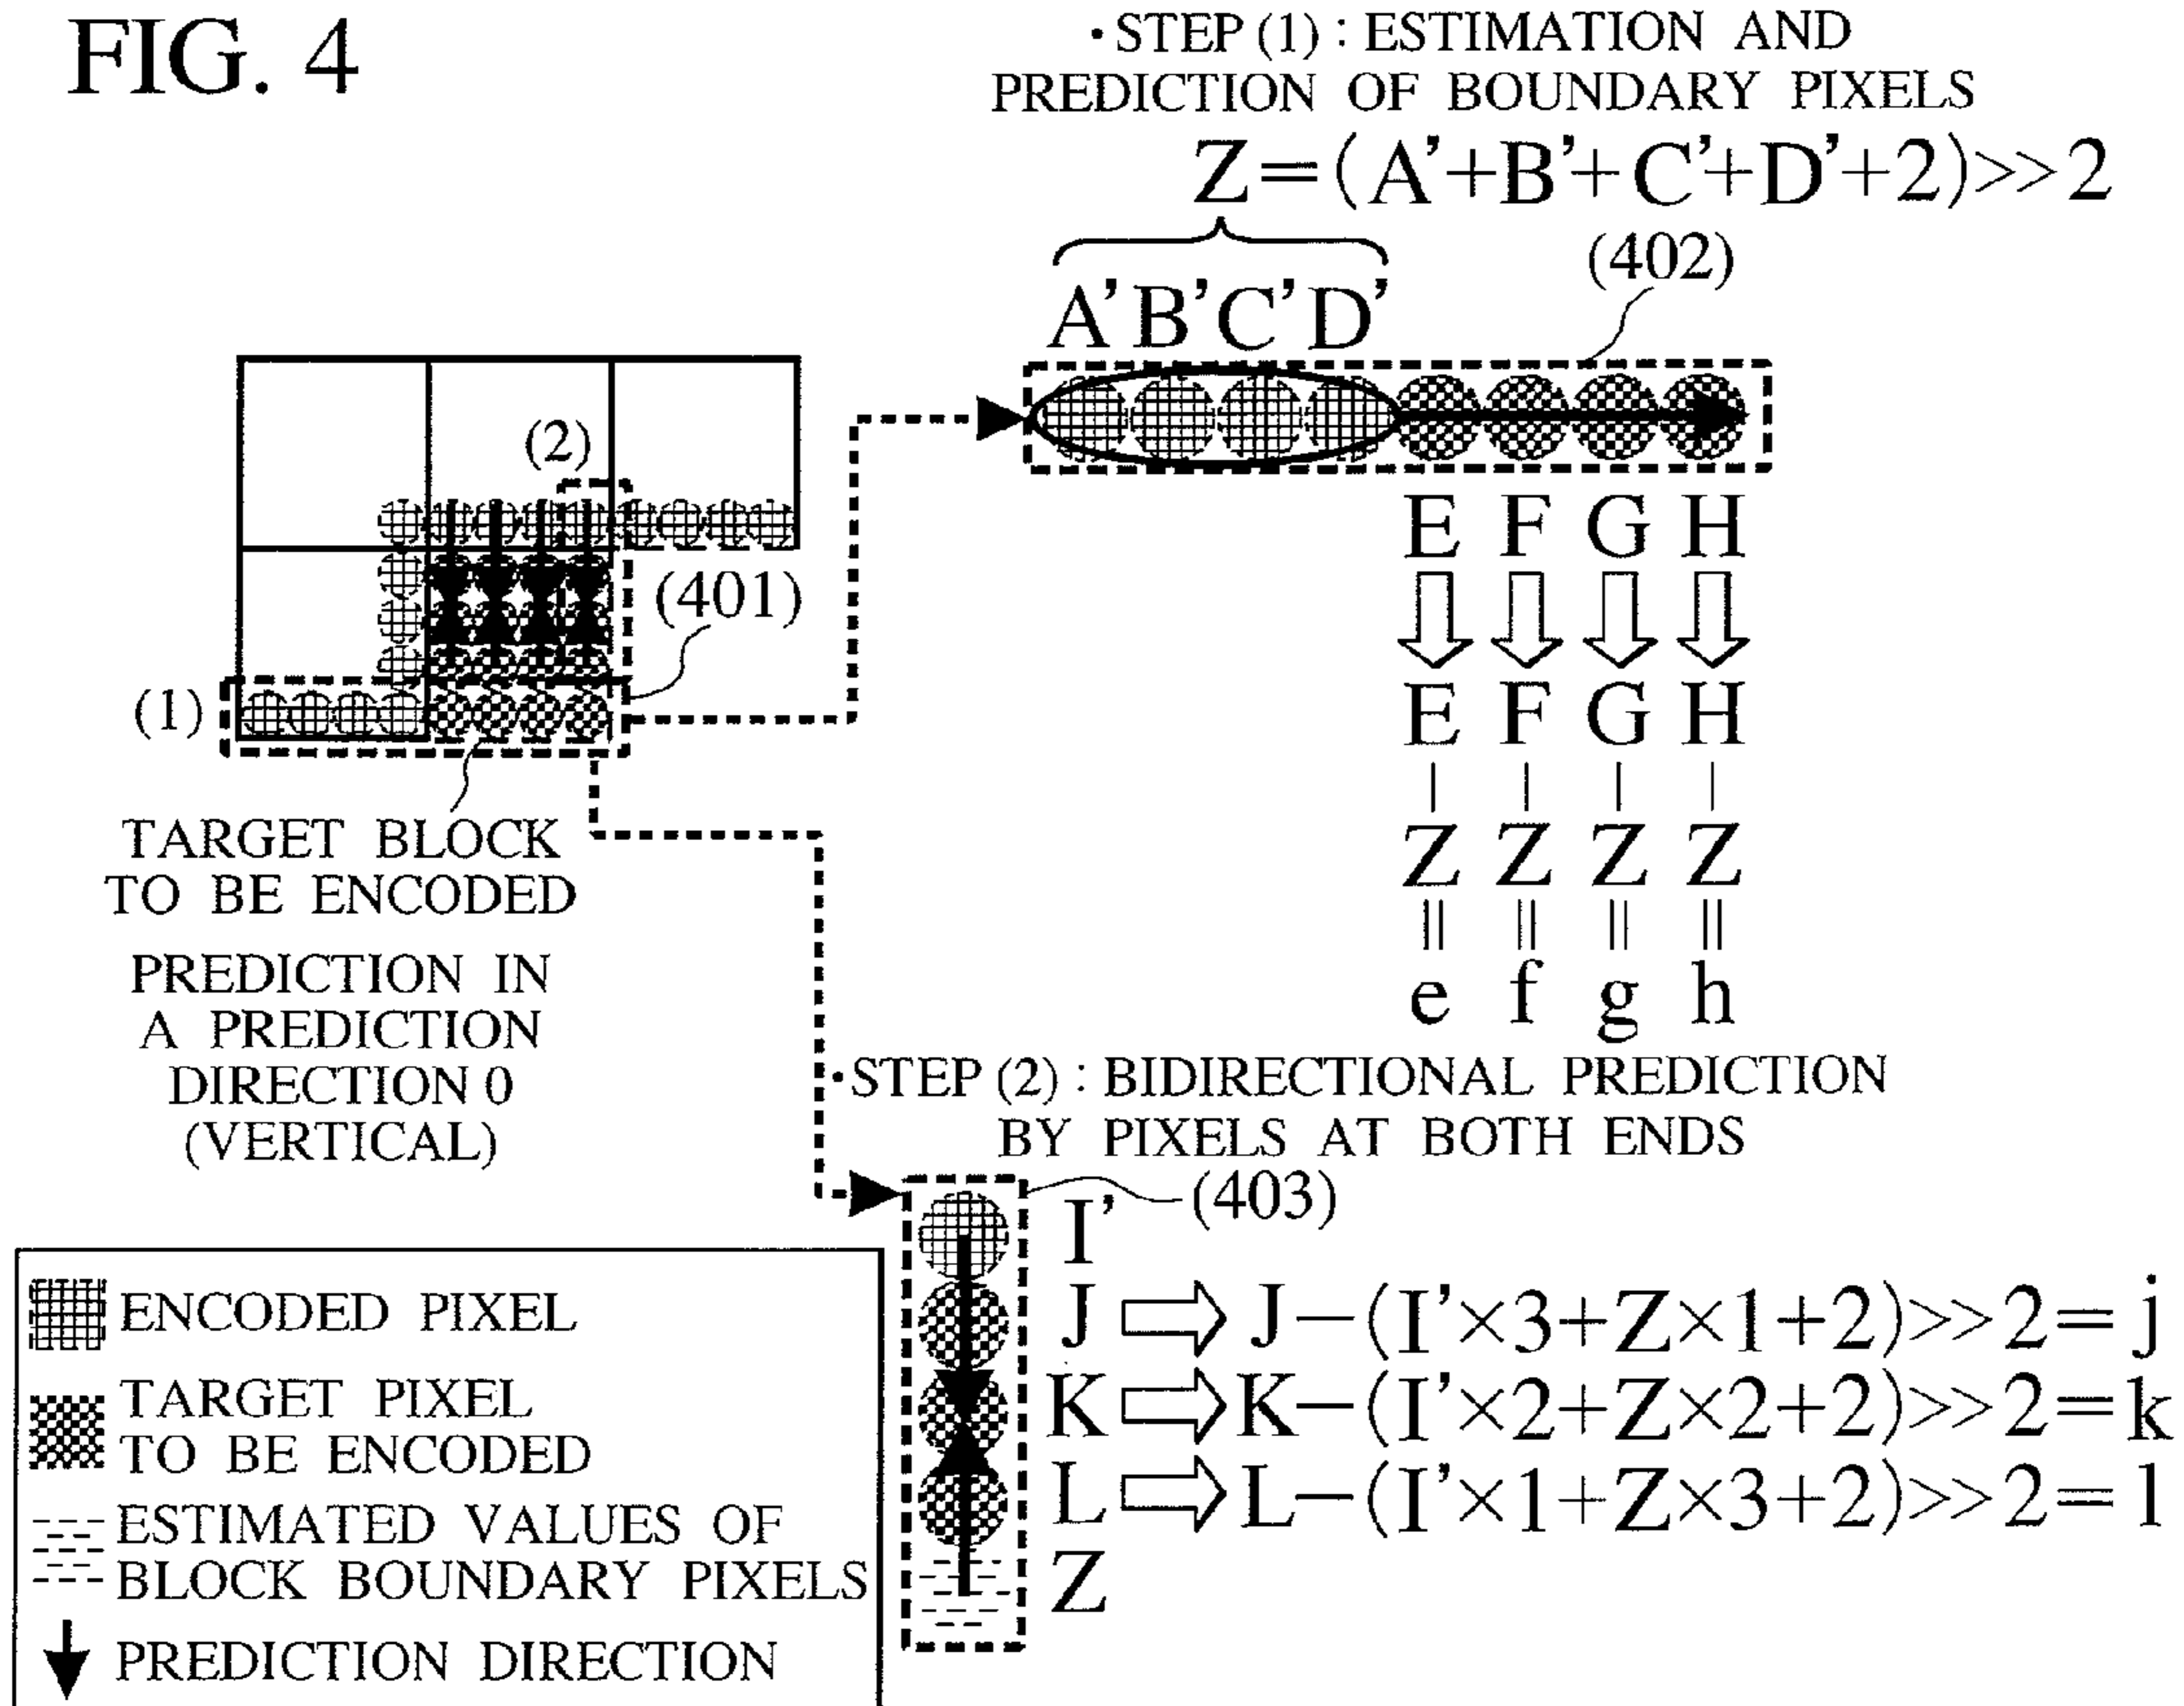 FIG. 4
・STEP (1) : ESTIMATION AND
PREDICTION OF BOUNDARY PIXELS
Z=(A'+B'+C'+D'+2)>>2
(402)
A' B' C' D'
(2)
(401)
(1)
E F G H
E F G H
− − − −
Z Z Z Z
= = = =
e f g h
TARGET BLOCK
TO BE ENCODED
PREDICTION IN
A PREDICTION
DIRECTION 0
(VERTICAL)
・STEP (2) : BIDIRECTIONAL PREDICTION
BY PIXELS AT BOTH ENDS
(403)
I'
J ⇨ J−(I'×3+Z×1+2)>>2=j
K ⇨ K−(I'×2+Z×2+2)>>2=k
L ⇨ L−(I'×1+Z×3+2)>>2=l
Z
ENCODED PIXEL
TARGET PIXEL
TO BE ENCODED
ESTIMATED VALUES OF
BLOCK BOUNDARY PIXELS
PREDICTION DIRECTION